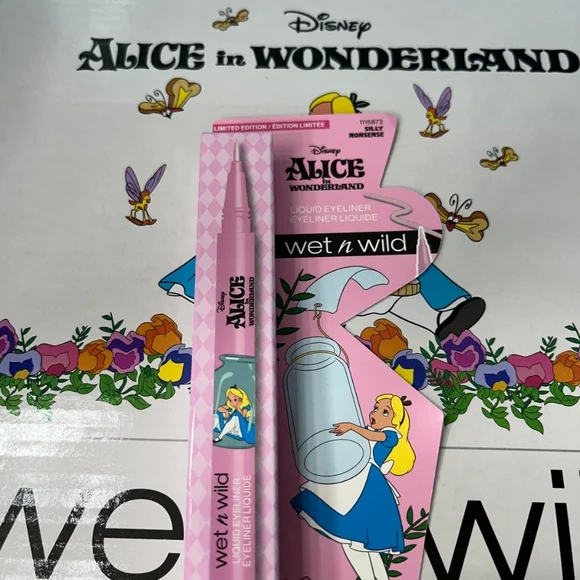 Disney
ALICE in WONDERLAND
LIMITED EDITION / ÉDITION LIMITÉE
1115872
SILLY
NONSENSE
Disney
ALICE
in
WONDERLAND
LIQUID EYELINER
EYELINER LIQUIDE
wet n wild
Disney
ALICE
in
WONDERLAND
wet n wild
LIQUID EYELINER
EYELINER LIQUIDE
we
wi